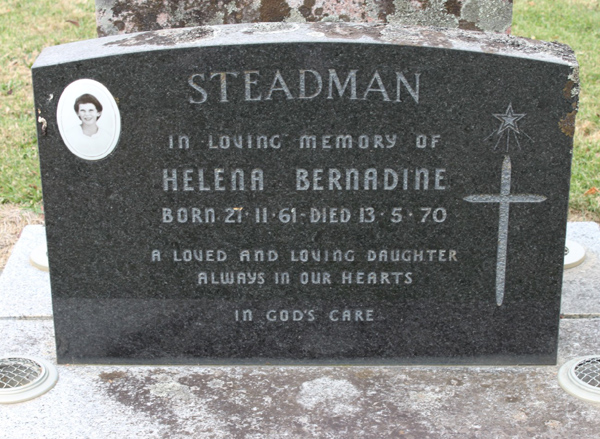 STEADMAN
IN LOVING MEMORY OF
HELENA BERNADINE
BORN 27·11·61-DIED 13·5·70
A LOVED AND LOVING DAUGHTER
ALWAYS IN OUR HEARTS
IN GOD'S CARE